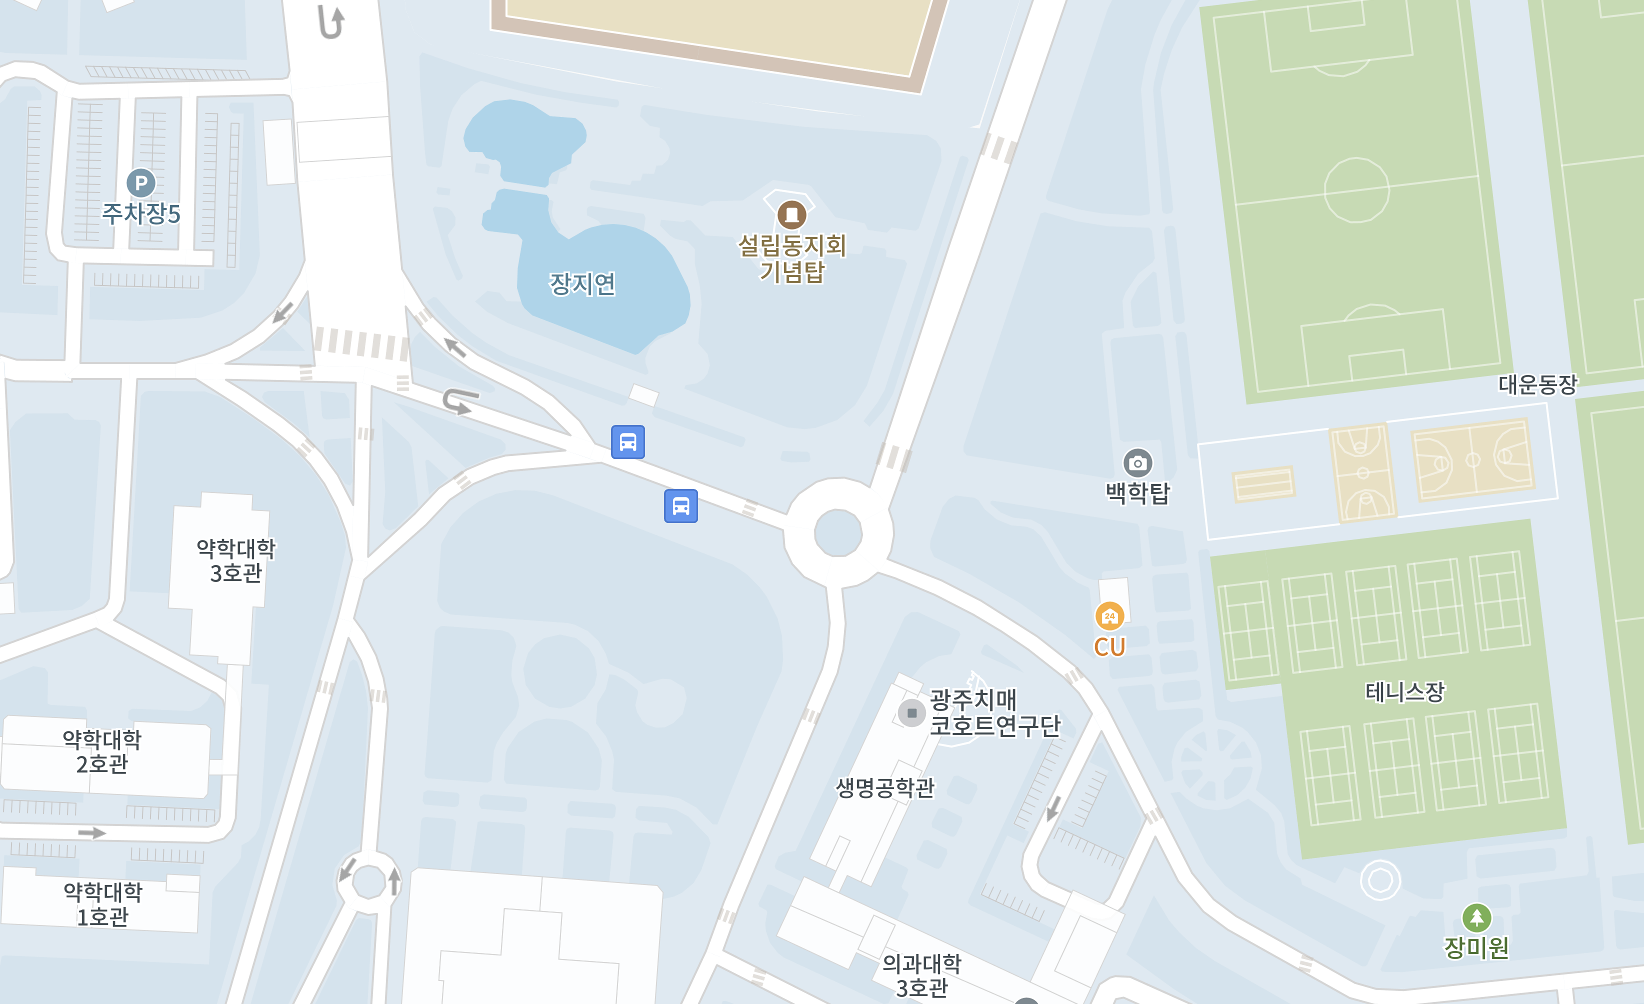 P
주차장5
설립동지회
기념탑
장지연
대운동장
백학탑
약학대학
3호관
24
CU
테니스장
광주치매
코호트연구단
약학대학
2호관
생명공학관
약학대학
1호관
장미원
의과대학
3호관